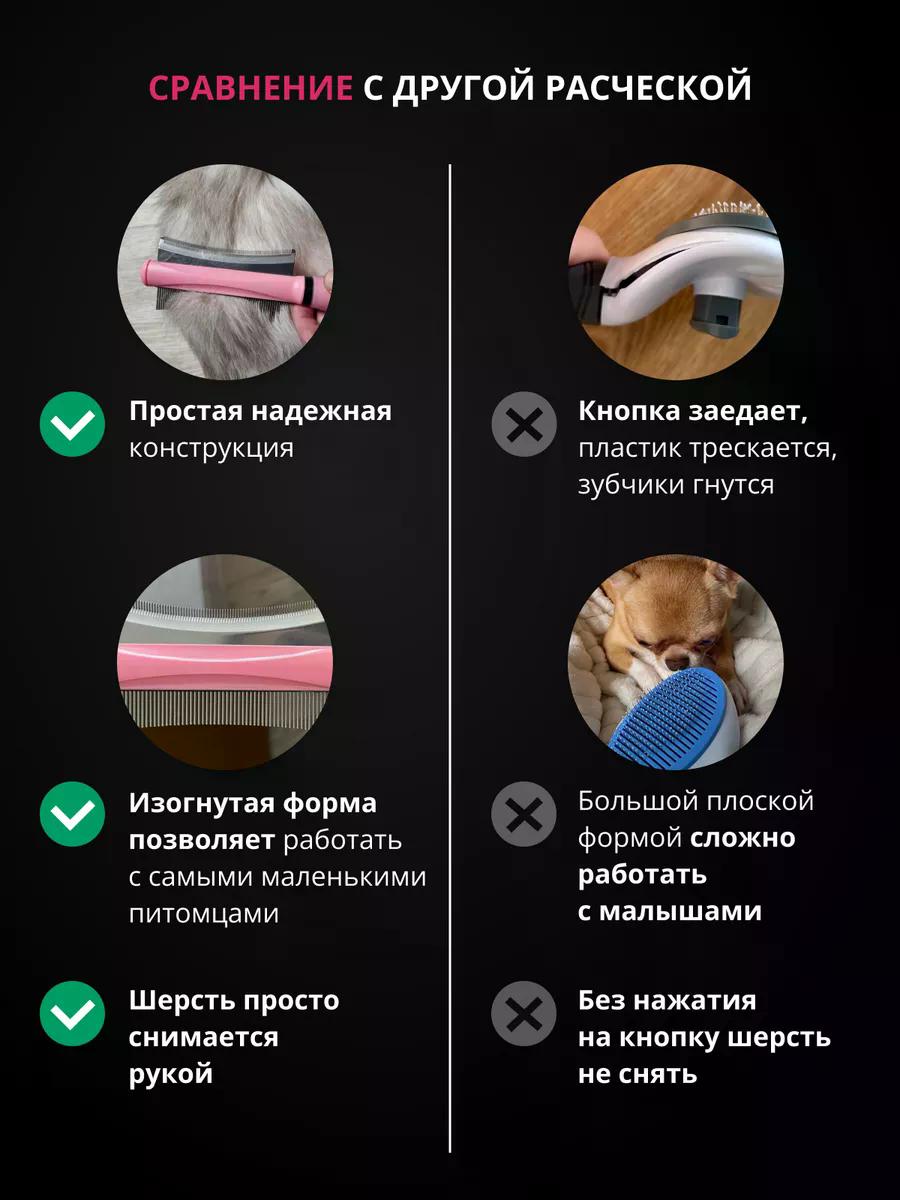 СРАВНЕНИЕ С ДРУГОЙ РАСЧЕСКОЙ
Простая надежная
конструкция
Кнопка заедает,
пластик трескается,
зубчики гнутся
Изогнутая форма
позволяет работать
с самыми маленькими
питомцами
Большой плоской
формой сложно
работать
с малышами
Шерсть просто
снимается
рукой
Без нажатия
на кнопку шерсть
не снять